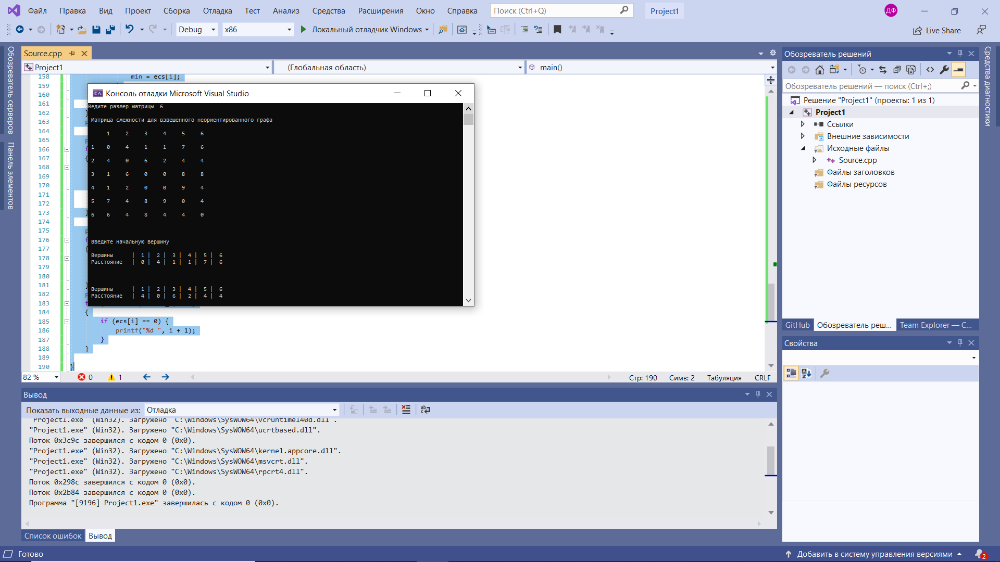 Файл Правка Вид Проект Сборка Отладка Тест Анализ Средства Расширения Окно Справка Поиск (Ctrl+Q) Project1 ДФ
Debug x86 Локальный отладчик Windows Live Share
Обозреватель серверов
Панель элементов
Source.cpp
Project1 (Глобальная область) main()
158 min = ecs[i];
159
160
161
162 }
163
164
165
166
167 {
168
169
170
171
172
173 }
174
175
176
177 {
178
179
180
181 }
182
183
184 {
185 if (ecs[i] == 0) {
186 printf("%d ", i + 1);
187 }
188 }
189
190 }
Консоль отладки Microsoft Visual Studio
Ведите размер матрицы 6
Матрица смежности для взвешенного неориентированного графа
1 2 3 4 5 6
1 0 4 1 1 7 6
2 4 0 6 2 4 4
3 1 6 0 0 8 8
4 1 2 0 0 9 4
5 7 4 8 9 0 4
6 6 4 8 4 4 0
Введите начальную вершину
Вершины | 1 | 2 | 3 | 4 | 5 | 6
Расстояние | 0 | 4 | 1 | 1 | 7 | 6
Вершины | 1 | 2 | 3 | 4 | 5 | 6
Расстояние | 4 | 0 | 6 | 2 | 4 | 4
82 % 0 1 Стр: 190 Симв: 2 Табуляция CRLF
Вывод
Показать выходные данные из: Отладка
"Project1.exe" (Win32). Загружено "C:\Windows\SysWOW64\vcruntime140d.dll".
"Project1.exe" (Win32). Загружено "C:\Windows\SysWOW64\ucrtbased.dll".
Поток 0x3c9c завершился с кодом 0 (0x0).
"Project1.exe" (Win32). Загружено "C:\Windows\SysWOW64\kernel.appcore.dll".
"Project1.exe" (Win32). Загружено "C:\Windows\SysWOW64\msvcrt.dll".
"Project1.exe" (Win32). Загружено "C:\Windows\SysWOW64\rpcrt4.dll".
Поток 0x298c завершился с кодом 0 (0x0).
Поток 0x2b84 завершился с кодом 0 (0x0).
Программа "[9196] Project1.exe" завершилась с кодом 0 (0x0).
Список ошибок Вывод
Обозреватель решений
Обозреватель решений — поиск (Ctrl+;)
Решение "Project1" (проекты: 1 из 1)
Project1
Ссылки
Внешние зависимости
Исходные файлы
Source.cpp
Файлы заголовков
Файлы ресурсов
GitHub Обозреватель реш... Team Explorer — C...
Свойства
Средства диагностики
Готово Добавить в систему управления версиями 2